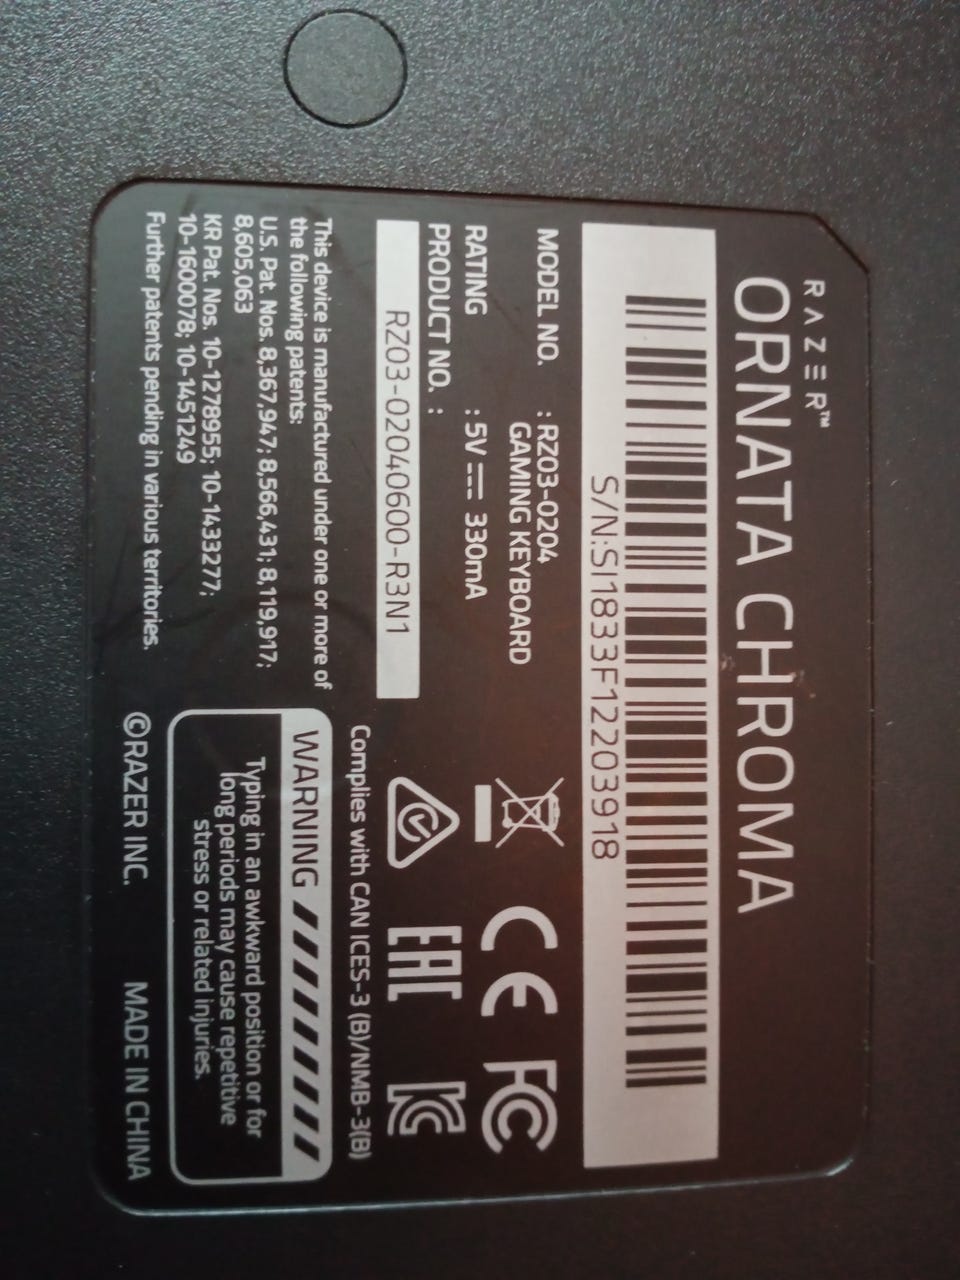 RAZER™
ORNATA CHROMA
S/N:SI1833F12203918
MODEL NO. : RZ03-0204
GAMING KEYBOARD
RATING : 5V ⎓ 330mA
PRODUCT NO. :
RZ03-02040600-R3N1
This device is manufactured under one or more of
the following patents:
U.S. Pat. Nos. 8,367,947; 8,566,431; 8,119,917;
8,605,063
KR Pat. Nos. 10-1278955; 10-1433277;
10-1600078; 10-1451249
Further patents pending in various territories.
CE
FC
EAC
KC
Complies with CAN ICES-3 (B)/NMB-3(B)
WARNING
Typing in an awkward position or for
long periods may cause repetitive
stress or related injuries.
©RAZER INC. MADE IN CHINA